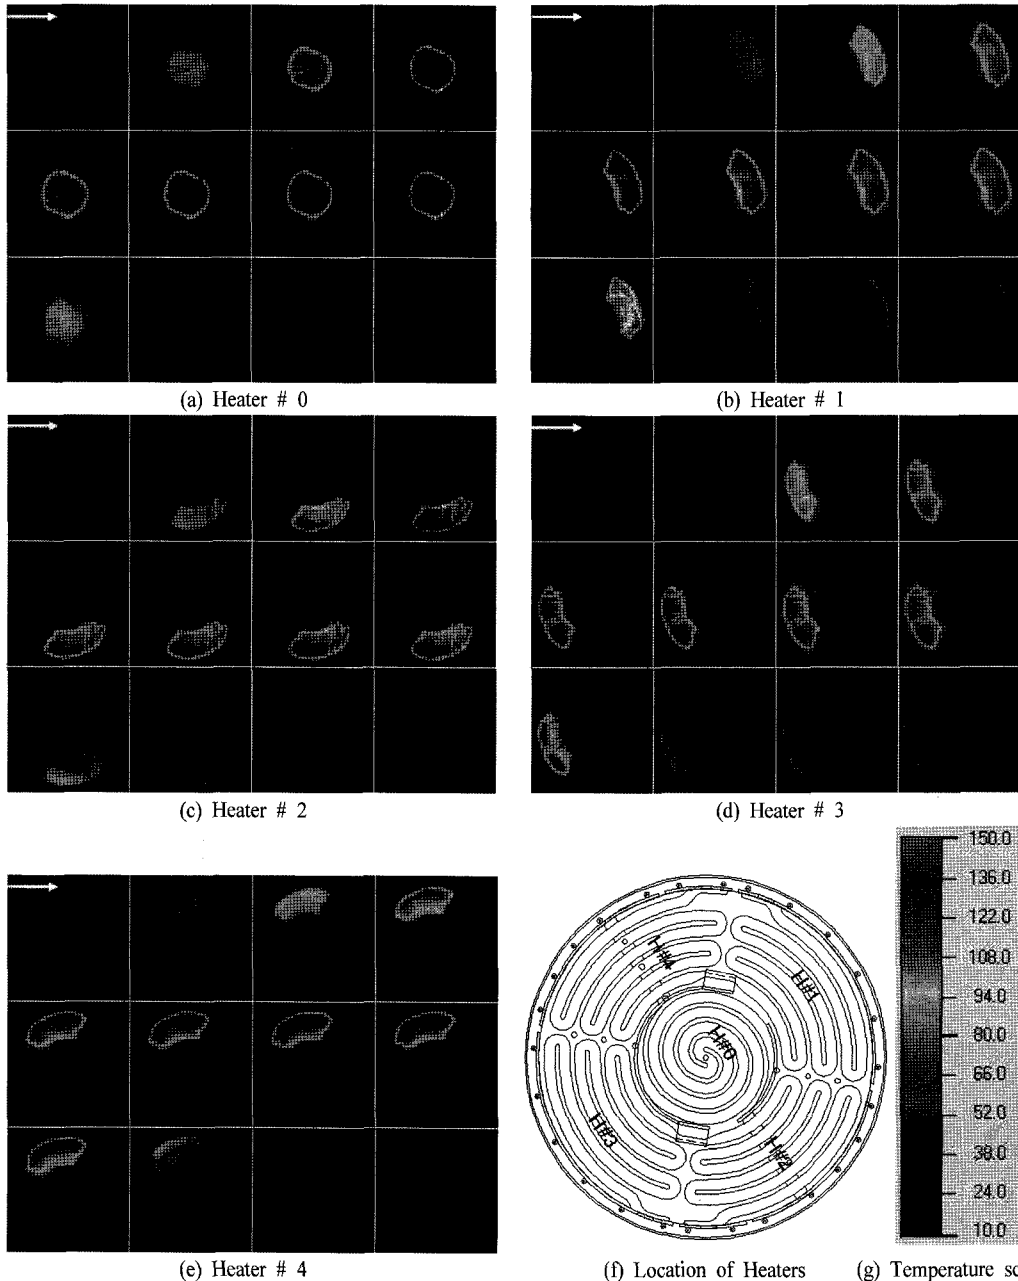 (a) Heater # 0
(b) Heater # 1
(c) Heater # 2
(d) Heater # 3
H#4
H#1
H#0
H#3
H#2
150.0
136.0
122.0
108.0
94.0
80.0
66.0
52.0
38.0
24.0
10.0
(e) Heater # 4
(f) Location of Heaters
(g) Temperature sc